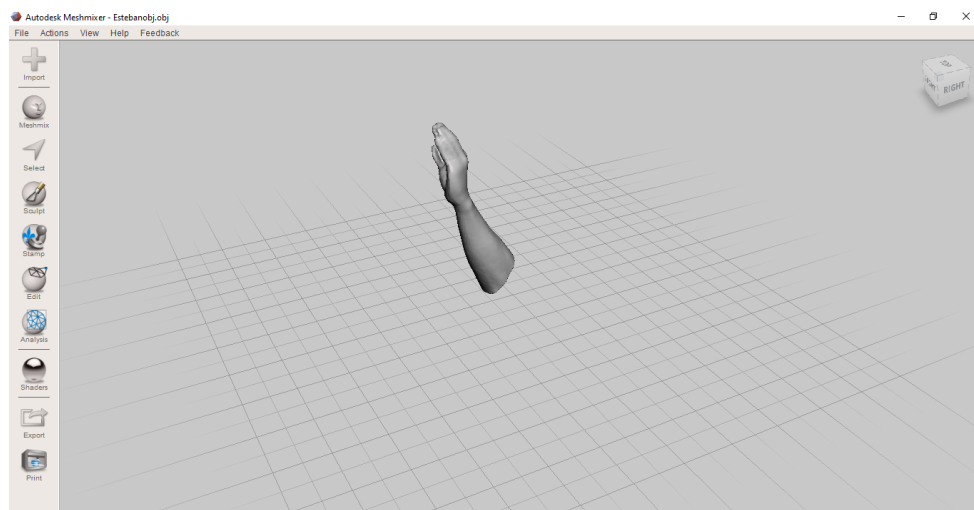 Autodesk Meshmixer - Estebanobj.obj
File Actions View Help Feedback
Import
Meshmix
Select
Sculpt
Stamp
Edit
Analysis
Shaders
Export
Print
RIGHT